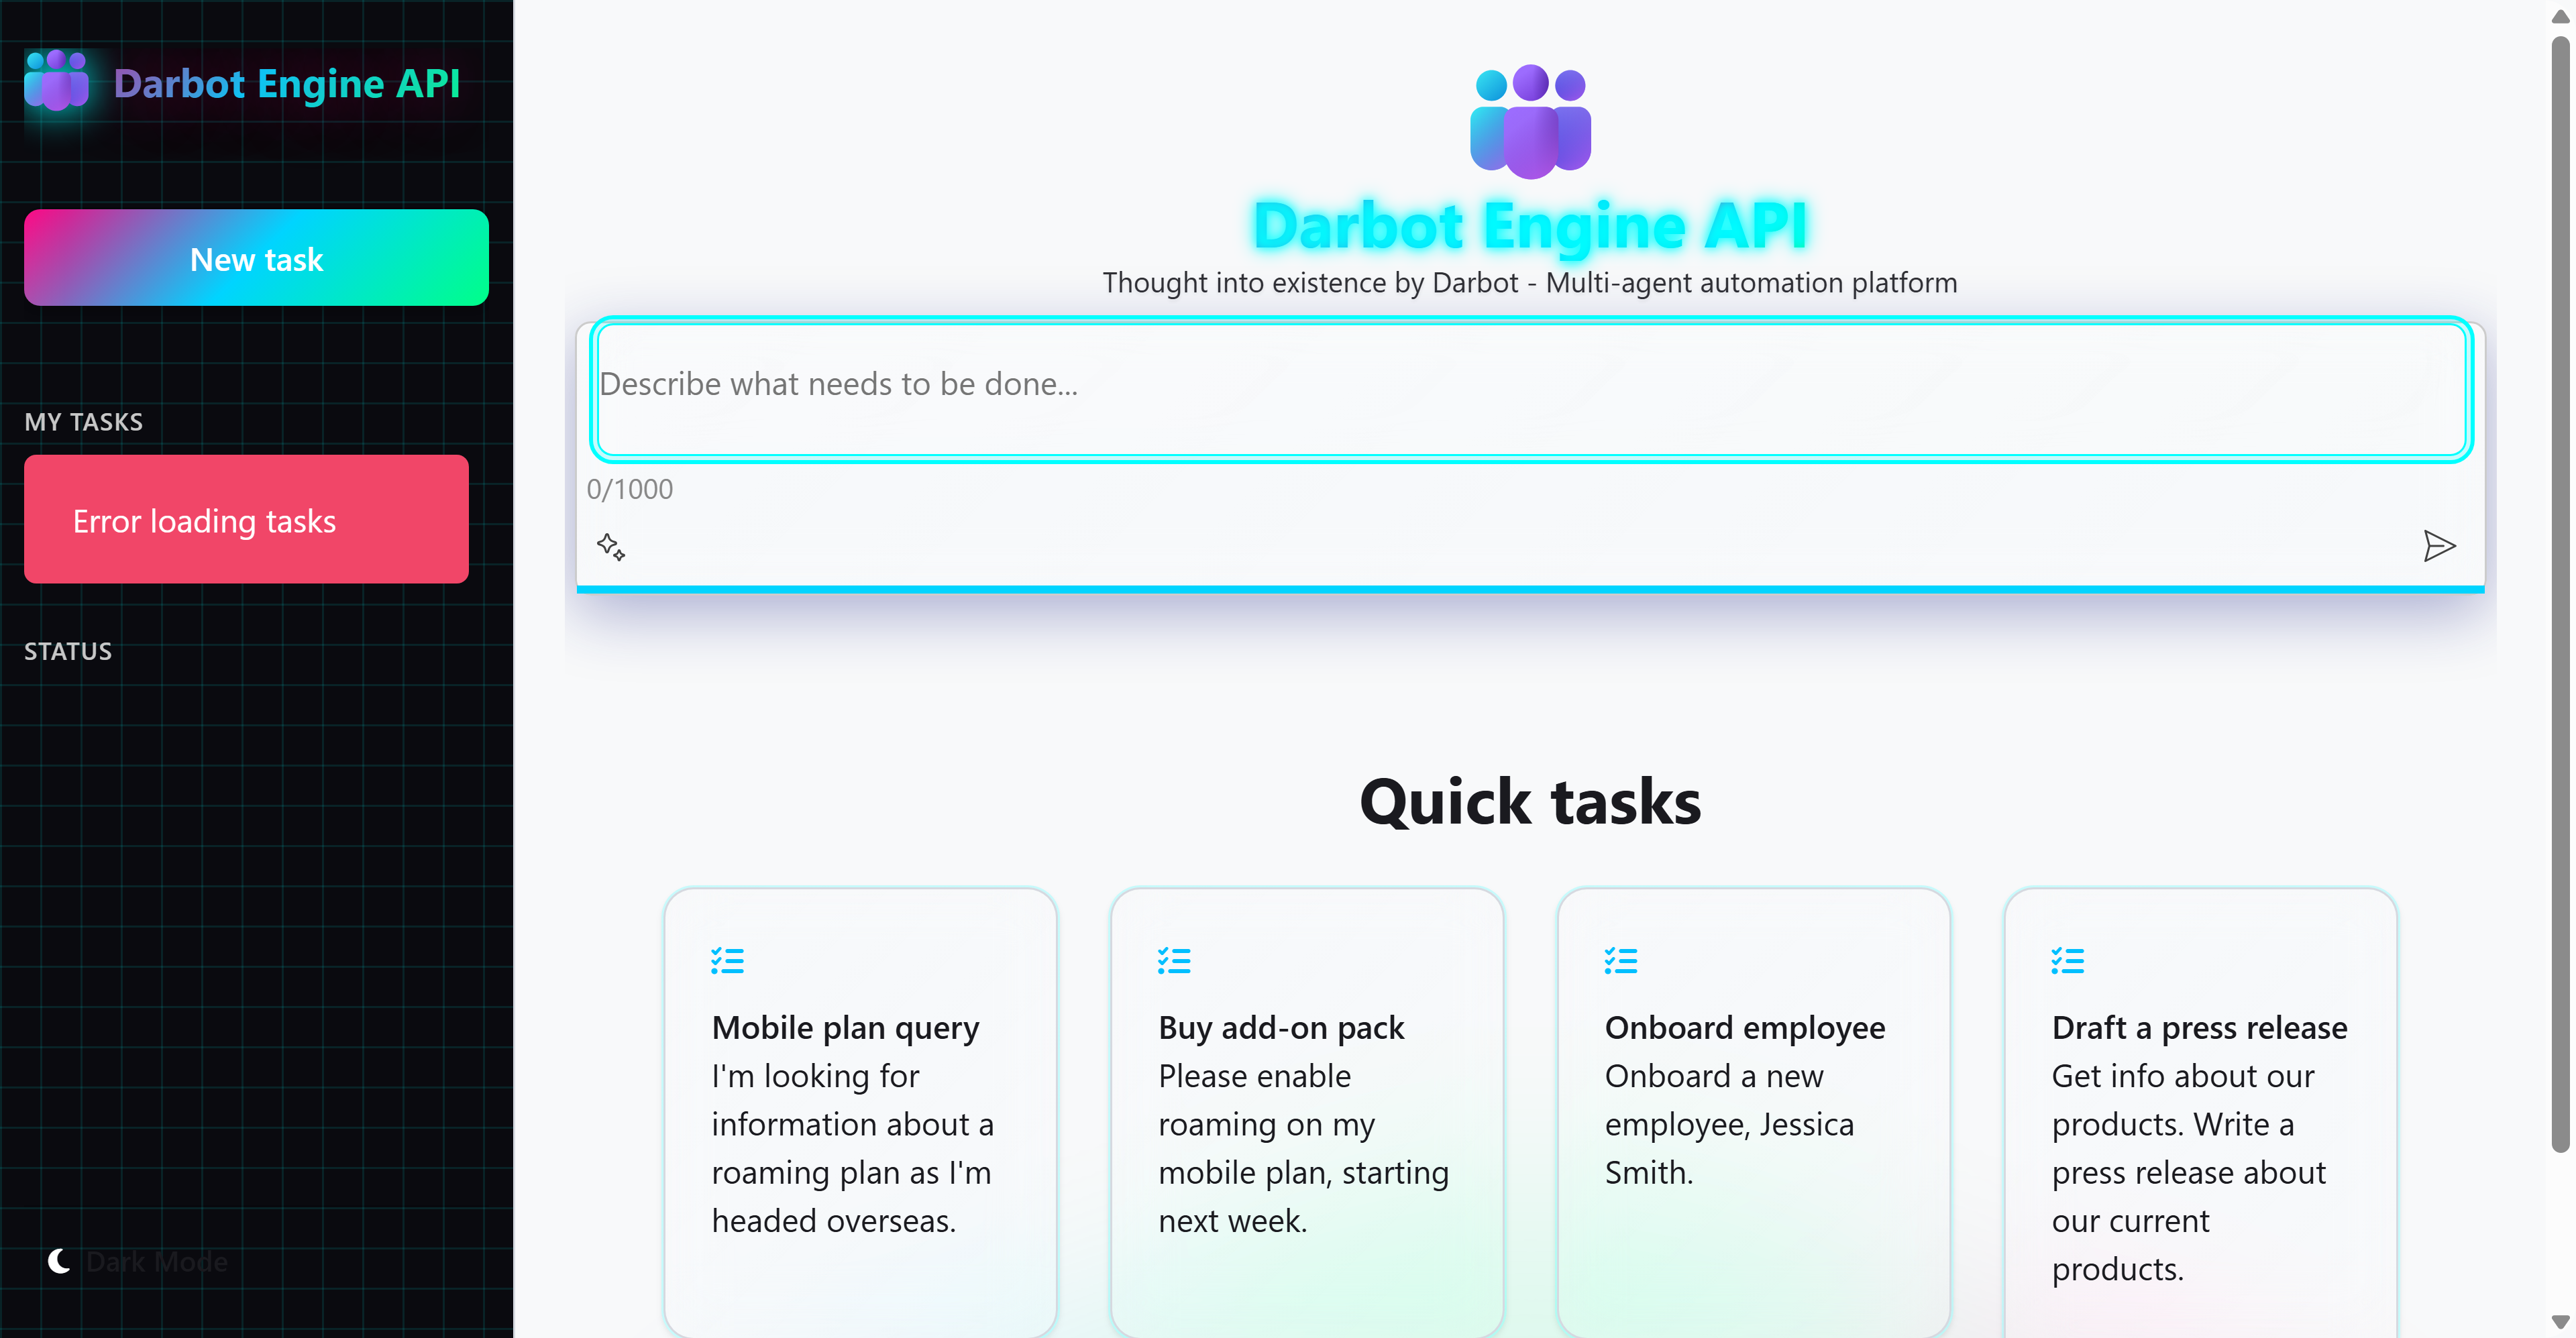 Darbot Engine API
New task
MY TASKS
Error loading tasks
STATUS
Dark Mode
Darbot Engine API
Thought into existence by Darbot - Multi-agent automation platform
Describe what needs to be done...
0/1000
Quick tasks
Mobile plan query
I'm looking for
information about a
roaming plan as I'm
headed overseas.
Buy add-on pack
Please enable
roaming on my
mobile plan, starting
next week.
Onboard employee
Onboard a new
employee, Jessica
Smith.
Draft a press release
Get info about our
products. Write a
press release about
our current
products.